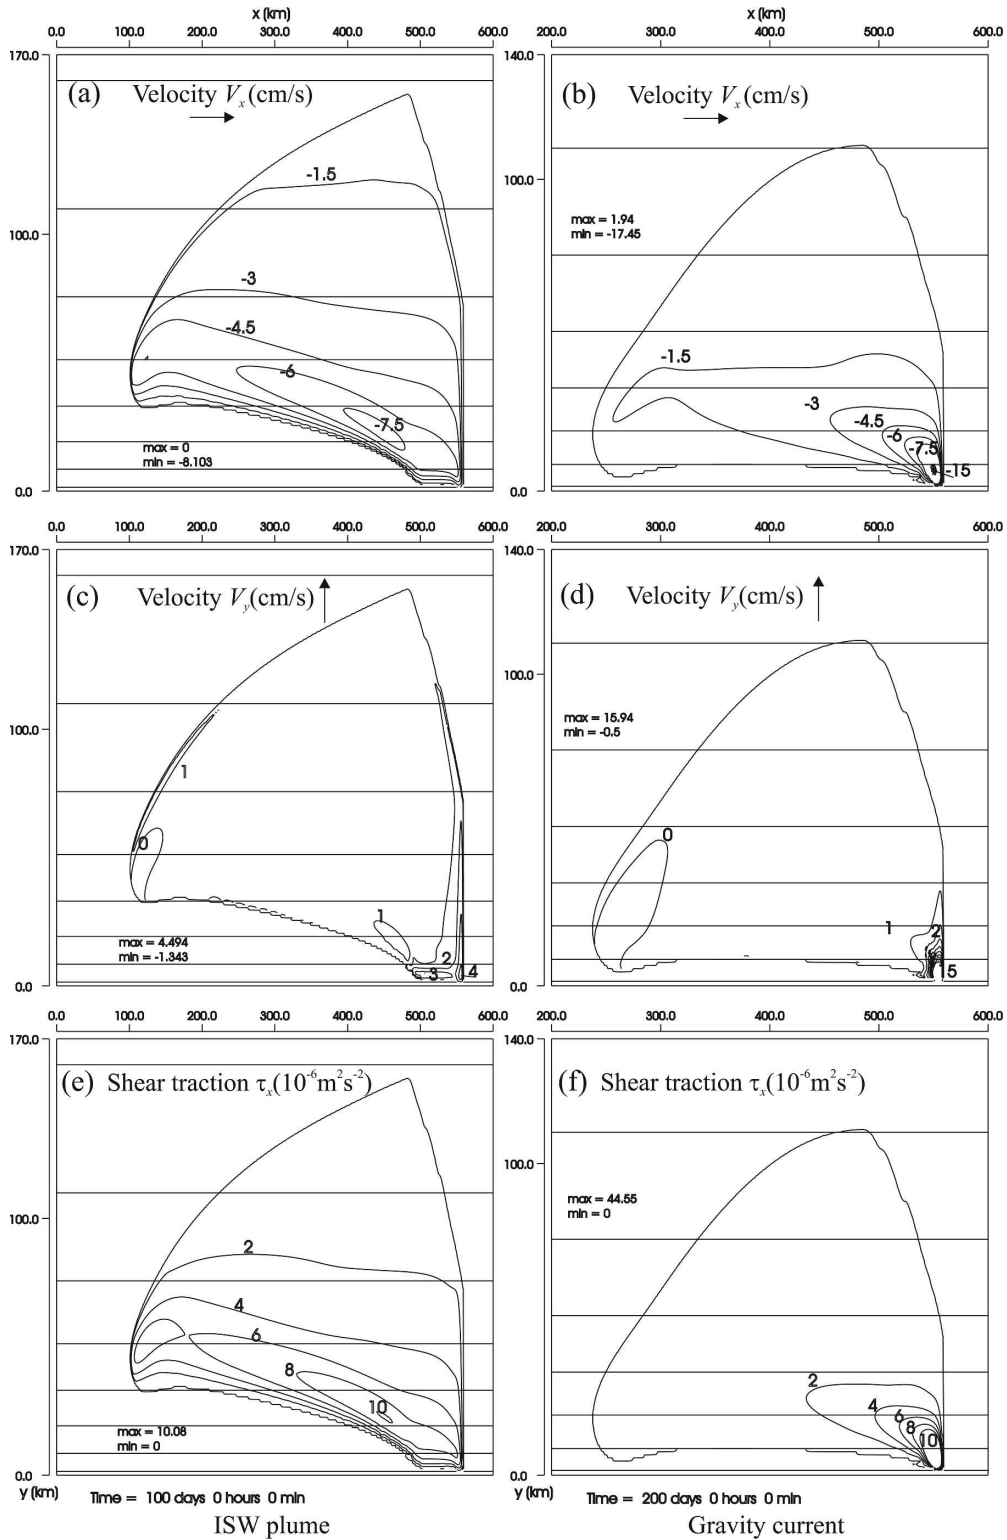 x (km)
0.0 100.0 200.0 300.0 400.0 500.0 600.0
170.0
(a) Velocity Vx (cm/s)
-1.5
100.0
-3
-4.5
-6
-7.5
max = 0
min = -8.103
0.0
x (km)
200.0 300.0 400.0 500.0 600.0
140.0
(b) Velocity Vx (cm/s)
100.0
max = 1.94
min = -17.45
-1.5
-3
-4.5
-6
-7.5
-15
0.0
0.0 100.0 200.0 300.0 400.0 500.0 600.0
170.0
(c) Velocity Vy (cm/s)
100.0
1
0
1
max = 4.494
min = -1.343
2
3
4
0.0
200.0 300.0 400.0 500.0 600.0
140.0
(d) Velocity Vy (cm/s)
100.0
max = 15.94
min = -0.5
0
1
2
15
0.0
0.0 100.0 200.0 300.0 400.0 500.0 600.0
170.0
(e) Shear traction τx(10-6m2s-2)
100.0
2
4
6
8
10
max = 10.08
min = 0
0.0
y (km)
Time = 100 days 0 hours 0 min
ISW plume
200.0 300.0 400.0 500.0 600.0
140.0
(f) Shear traction τx(10-6m2s-2)
100.0
max = 44.55
min = 0
2
4
6
8
10
0.0
y (km)
Time = 200 days 0 hours 0 min
Gravity current